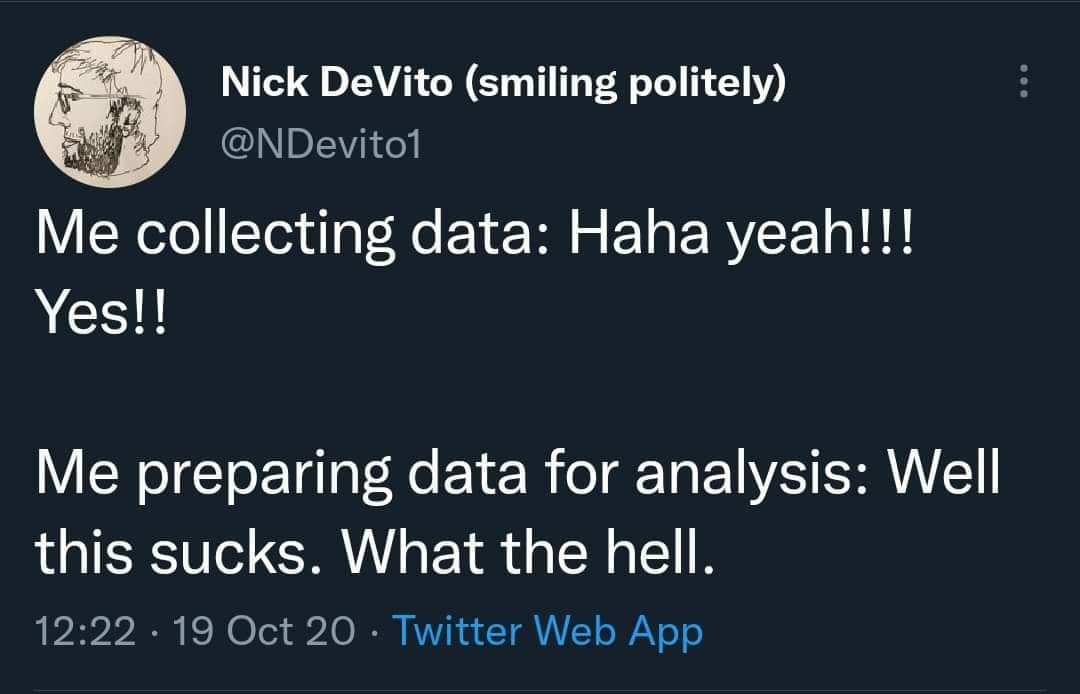 Nick DeVito (smiling politely)
@NDevito1
Me collecting data: Haha yeah!!!
Yes!!
Me preparing data for analysis: Well
this sucks. What the hell.
12:22 · 19 Oct 20 · Twitter Web App